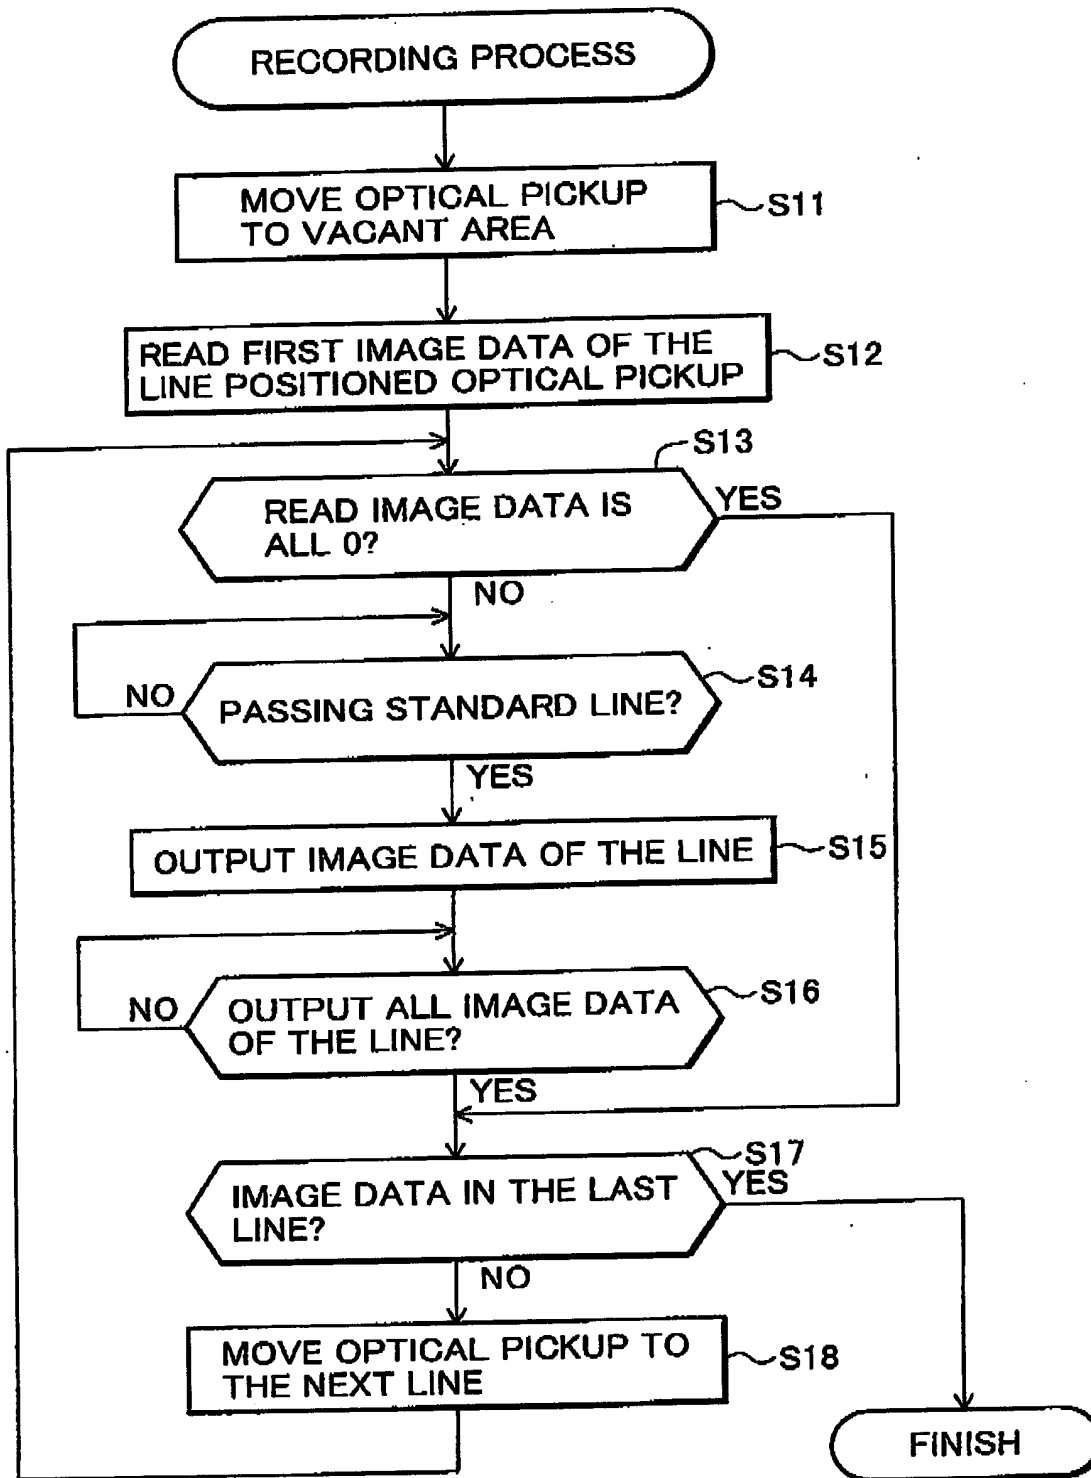 RECORDING PROCESS
MOVE OPTICAL PICKUP
TO VACANT AREA
S11
READ FIRST IMAGE DATA OF THE
LINE POSITIONED OPTICAL PICKUP
S12
S13
READ IMAGE DATA IS
ALL 0?
YES
NO
S14
NO
PASSING STANDARD LINE?
YES
OUTPUT IMAGE DATA OF THE LINE
S15
S16
NO
OUTPUT ALL IMAGE DATA
OF THE LINE?
YES
S17
IMAGE DATA IN THE LAST
LINE?
YES
NO
MOVE OPTICAL PICKUP TO
THE NEXT LINE
S18
FINISH